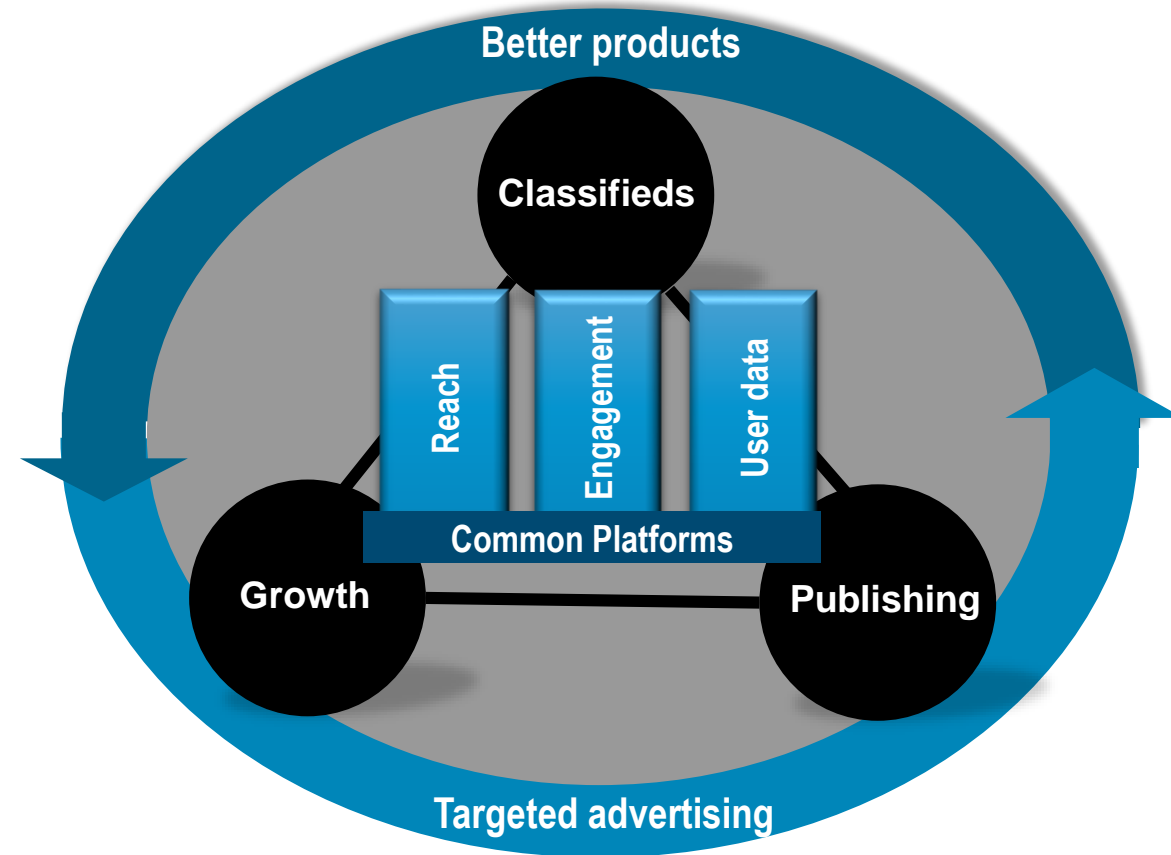 Better products
Classifieds
Reach
Engagement
User data
Common Platforms
Growth
Publishing
Targeted advertising